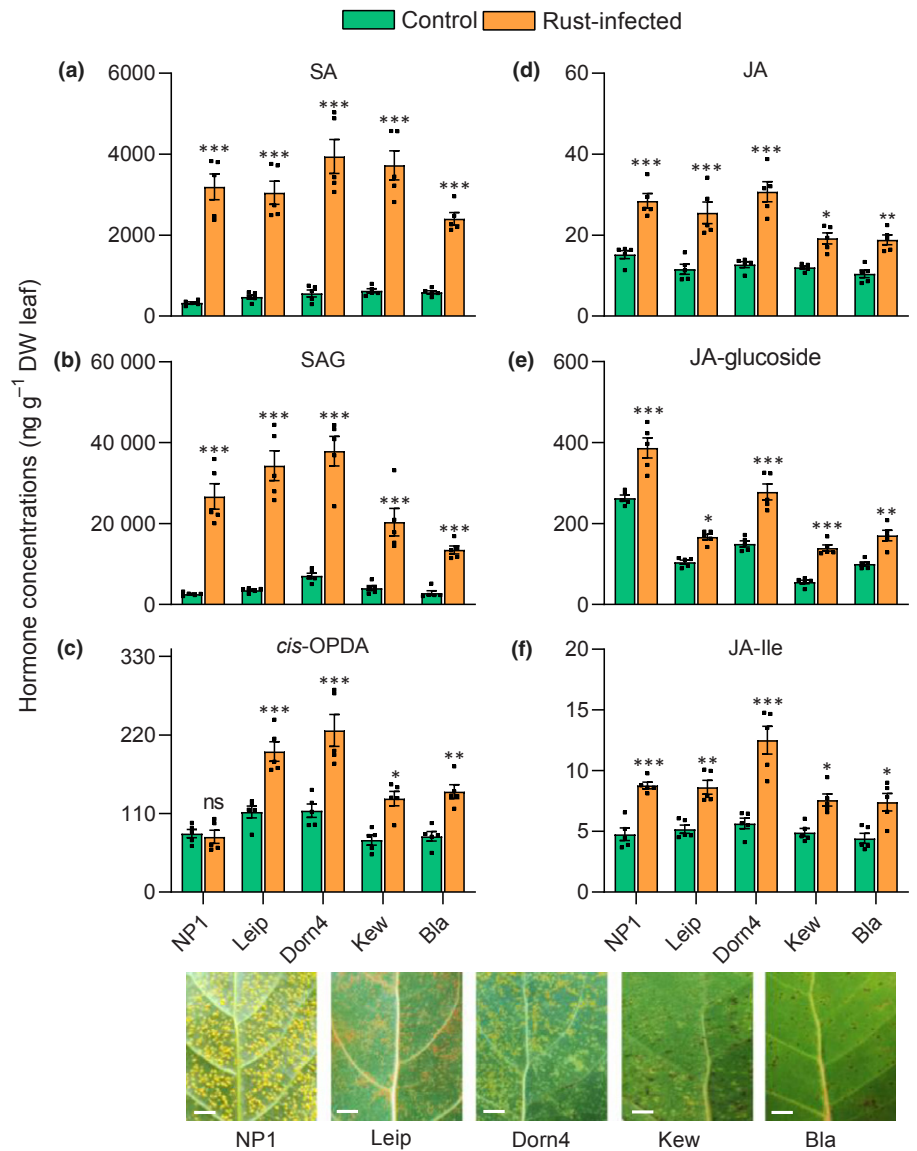 Control Rust-infected
Hormone concentrations (ng g⁻¹ DW leaf)
(a) SA
6000
4000
2000
0
*** *** *** *** ***
(d) JA
60
40
20
0
*** *** *** * **
(b) SAG
60 000
40 000
20 000
0
*** *** *** *** ***
(e) JA-glucoside
600
400
200
0
*** * *** *** **
(c) cis-OPDA
330
220
110
0
ns *** *** * **
NP1 Leip Dorn4 Kew Bla
(f) JA-Ile
20
15
10
5
0
*** ** *** * *
NP1 Leip Dorn4 Kew Bla
NP1 Leip Dorn4 Kew Bla